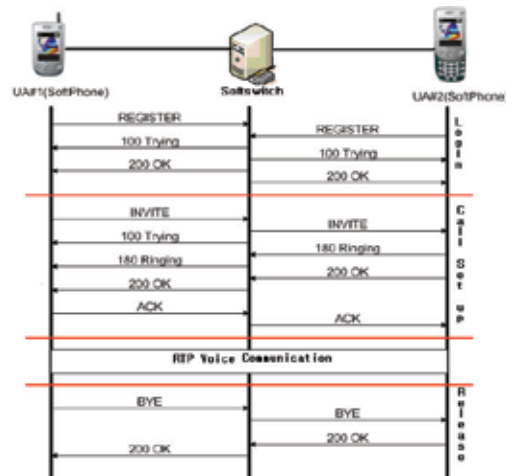 UA#1(SoftPhone)
Softswitch
UA#2(SoftPhone)
REGISTER
REGISTER
100 Trying
100 Trying
200 OK
200 OK
Login
INVITE
INVITE
100 Trying
180 Ringing
180 Ringing
200 OK
200 OK
ACK
ACK
Call Set up
RTP Voice Communication
BYE
BYE
200 OK
200 OK
Release